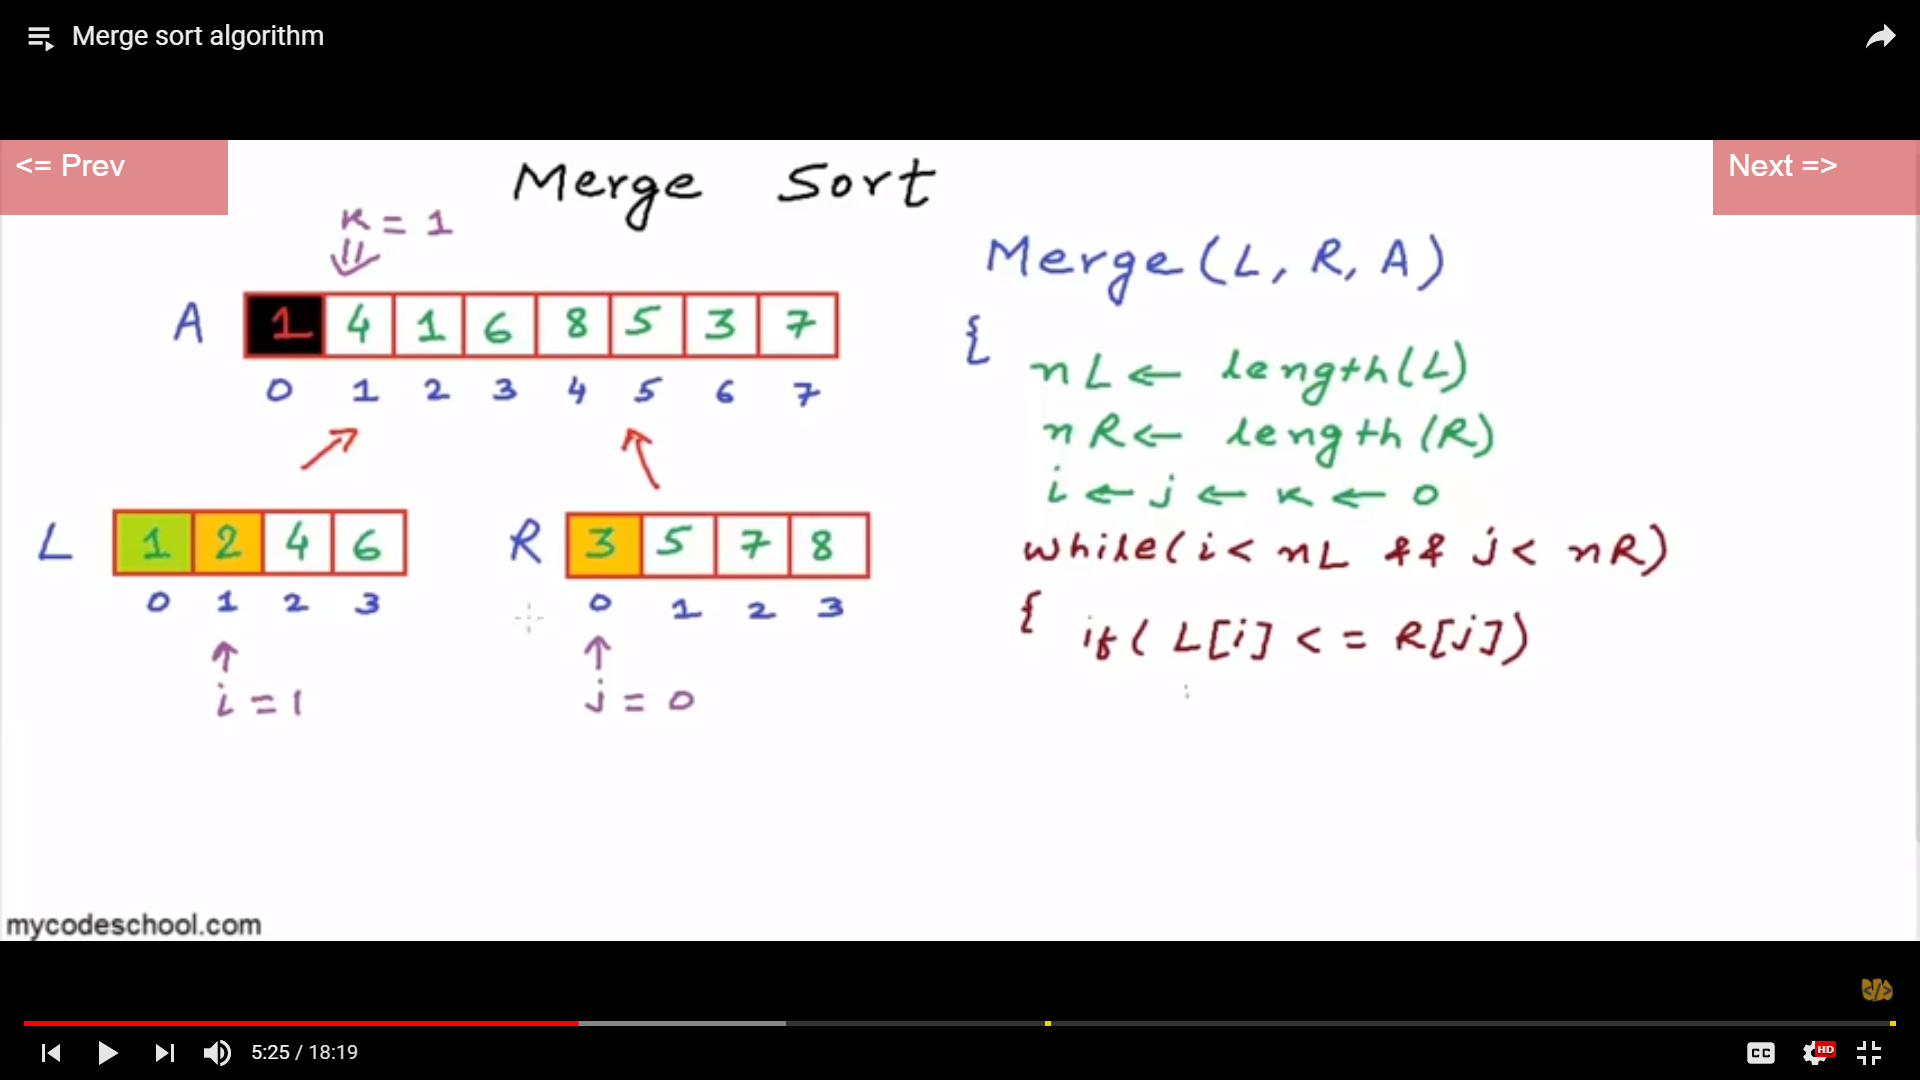 Merge sort algorithm
<= Prev
Next =>
Merge Sort
k = 1
A 1 4 1 6 8 5 3 7
0 1 2 3 4 5 6 7
L 1 2 4 6
0 1 2 3
i = 1
R 3 5 7 8
0 1 2 3
j = 0
Merge(L, R, A)
{
nL ← length(L)
nR ← length(R)
i ← j ← k ← 0
while(i < nL && j < nR)
{ if( L[i] <= R[j])
mycodeschool.com
5:25 / 18:19
CC
HD